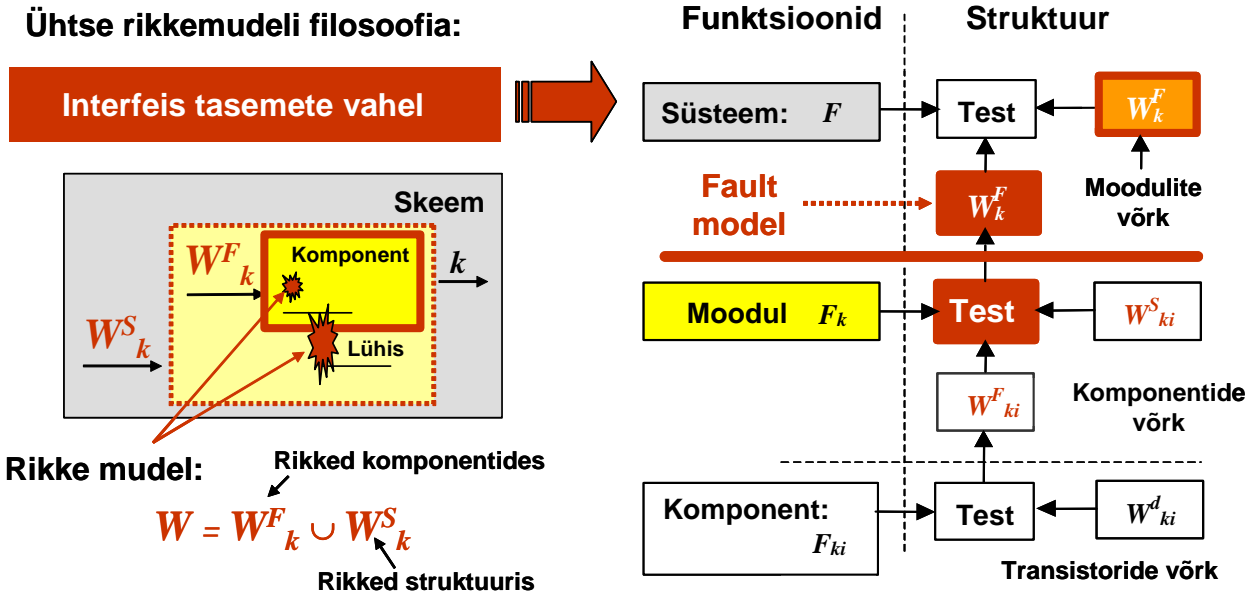 Ühtse rikkemudeli filosoofia:
Interfeis tasemete vahel
Skeem
Komponent
W^F_k
k
W^S_k
Lühis
Rikke mudel:
Rikked komponentides
W = W^F_k ∪ W^S_k
Rikked struktuuris
Funktsioonid
Struktuur
Süsteem: F
Test
W_k^F
Moodulite
võrk
Fault
model
W_k^F
Moodul F_k
Test
W^S_ki
W^F_ki
Komponentide
võrk
Komponent:
F_ki
Test
W^d_ki
Transistoride võrk